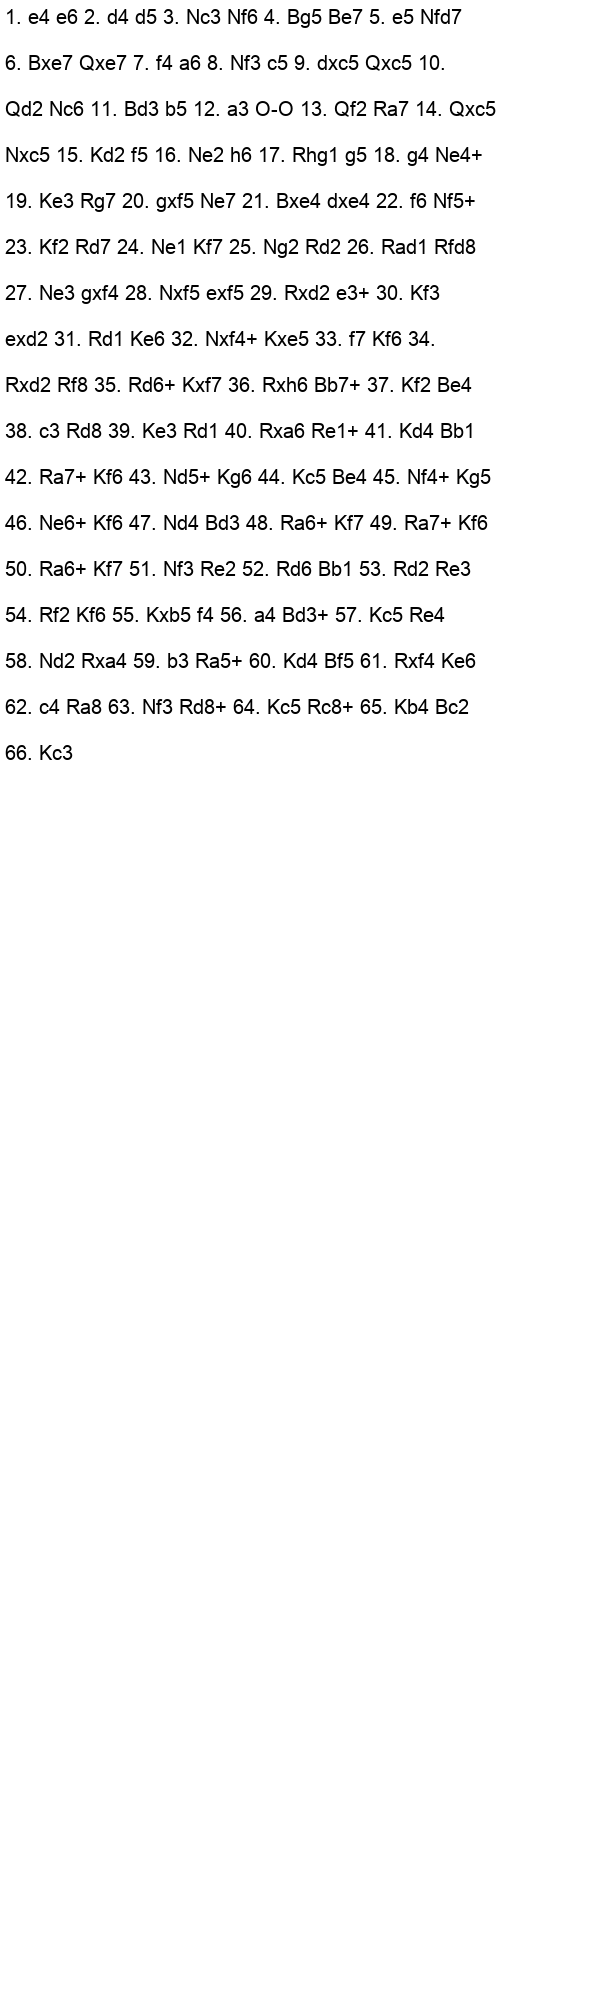 1. e4 e6 2. d4 d5 3. Nc3 Nf6 4. Bg5 Be7 5. e5 Nfd7
6. Bxe7 Qxe7 7. f4 a6 8. Nf3 c5 9. dxc5 Qxc5 10.
Qd2 Nc6 11. Bd3 b5 12. a3 O-O 13. Qf2 Ra7 14. Qxc5
Nxc5 15. Kd2 f5 16. Ne2 h6 17. Rhg1 g5 18. g4 Ne4+
19. Ke3 Rg7 20. gxf5 Ne7 21. Bxe4 dxe4 22. f6 Nf5+
23. Kf2 Rd7 24. Ne1 Kf7 25. Ng2 Rd2 26. Rad1 Rfd8
27. Ne3 gxf4 28. Nxf5 exf5 29. Rxd2 e3+ 30. Kf3
exd2 31. Rd1 Ke6 32. Nxf4+ Kxe5 33. f7 Kf6 34.
Rxd2 Rf8 35. Rd6+ Kxf7 36. Rxh6 Bb7+ 37. Kf2 Be4
38. c3 Rd8 39. Ke3 Rd1 40. Rxa6 Re1+ 41. Kd4 Bb1
42. Ra7+ Kf6 43. Nd5+ Kg6 44. Kc5 Be4 45. Nf4+ Kg5
46. Ne6+ Kf6 47. Nd4 Bd3 48. Ra6+ Kf7 49. Ra7+ Kf6
50. Ra6+ Kf7 51. Nf3 Re2 52. Rd6 Bb1 53. Rd2 Re3
54. Rf2 Kf6 55. Kxb5 f4 56. a4 Bd3+ 57. Kc5 Re4
58. Nd2 Rxa4 59. b3 Ra5+ 60. Kd4 Bf5 61. Rxf4 Ke6
62. c4 Ra8 63. Nf3 Rd8+ 64. Kc5 Rc8+ 65. Kb4 Bc2
66. Kc3